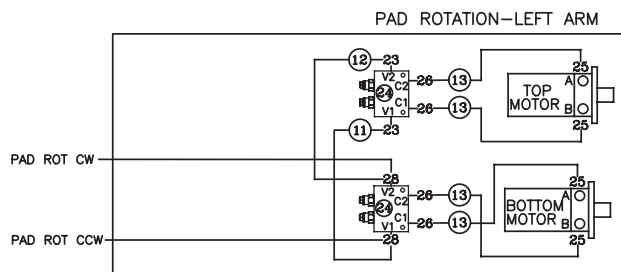 PAD ROTATION-LEFT ARM
12 23
V2
24 C2 26 13 25
A
TOP
MOTOR
C1 26 13 B
V1
11 23 25
PAD ROT CW
28
V2
24 C2 26 13 25
A
BOTTOM
MOTOR
C1 26 13 B
V1
PAD ROT CCW 28 25